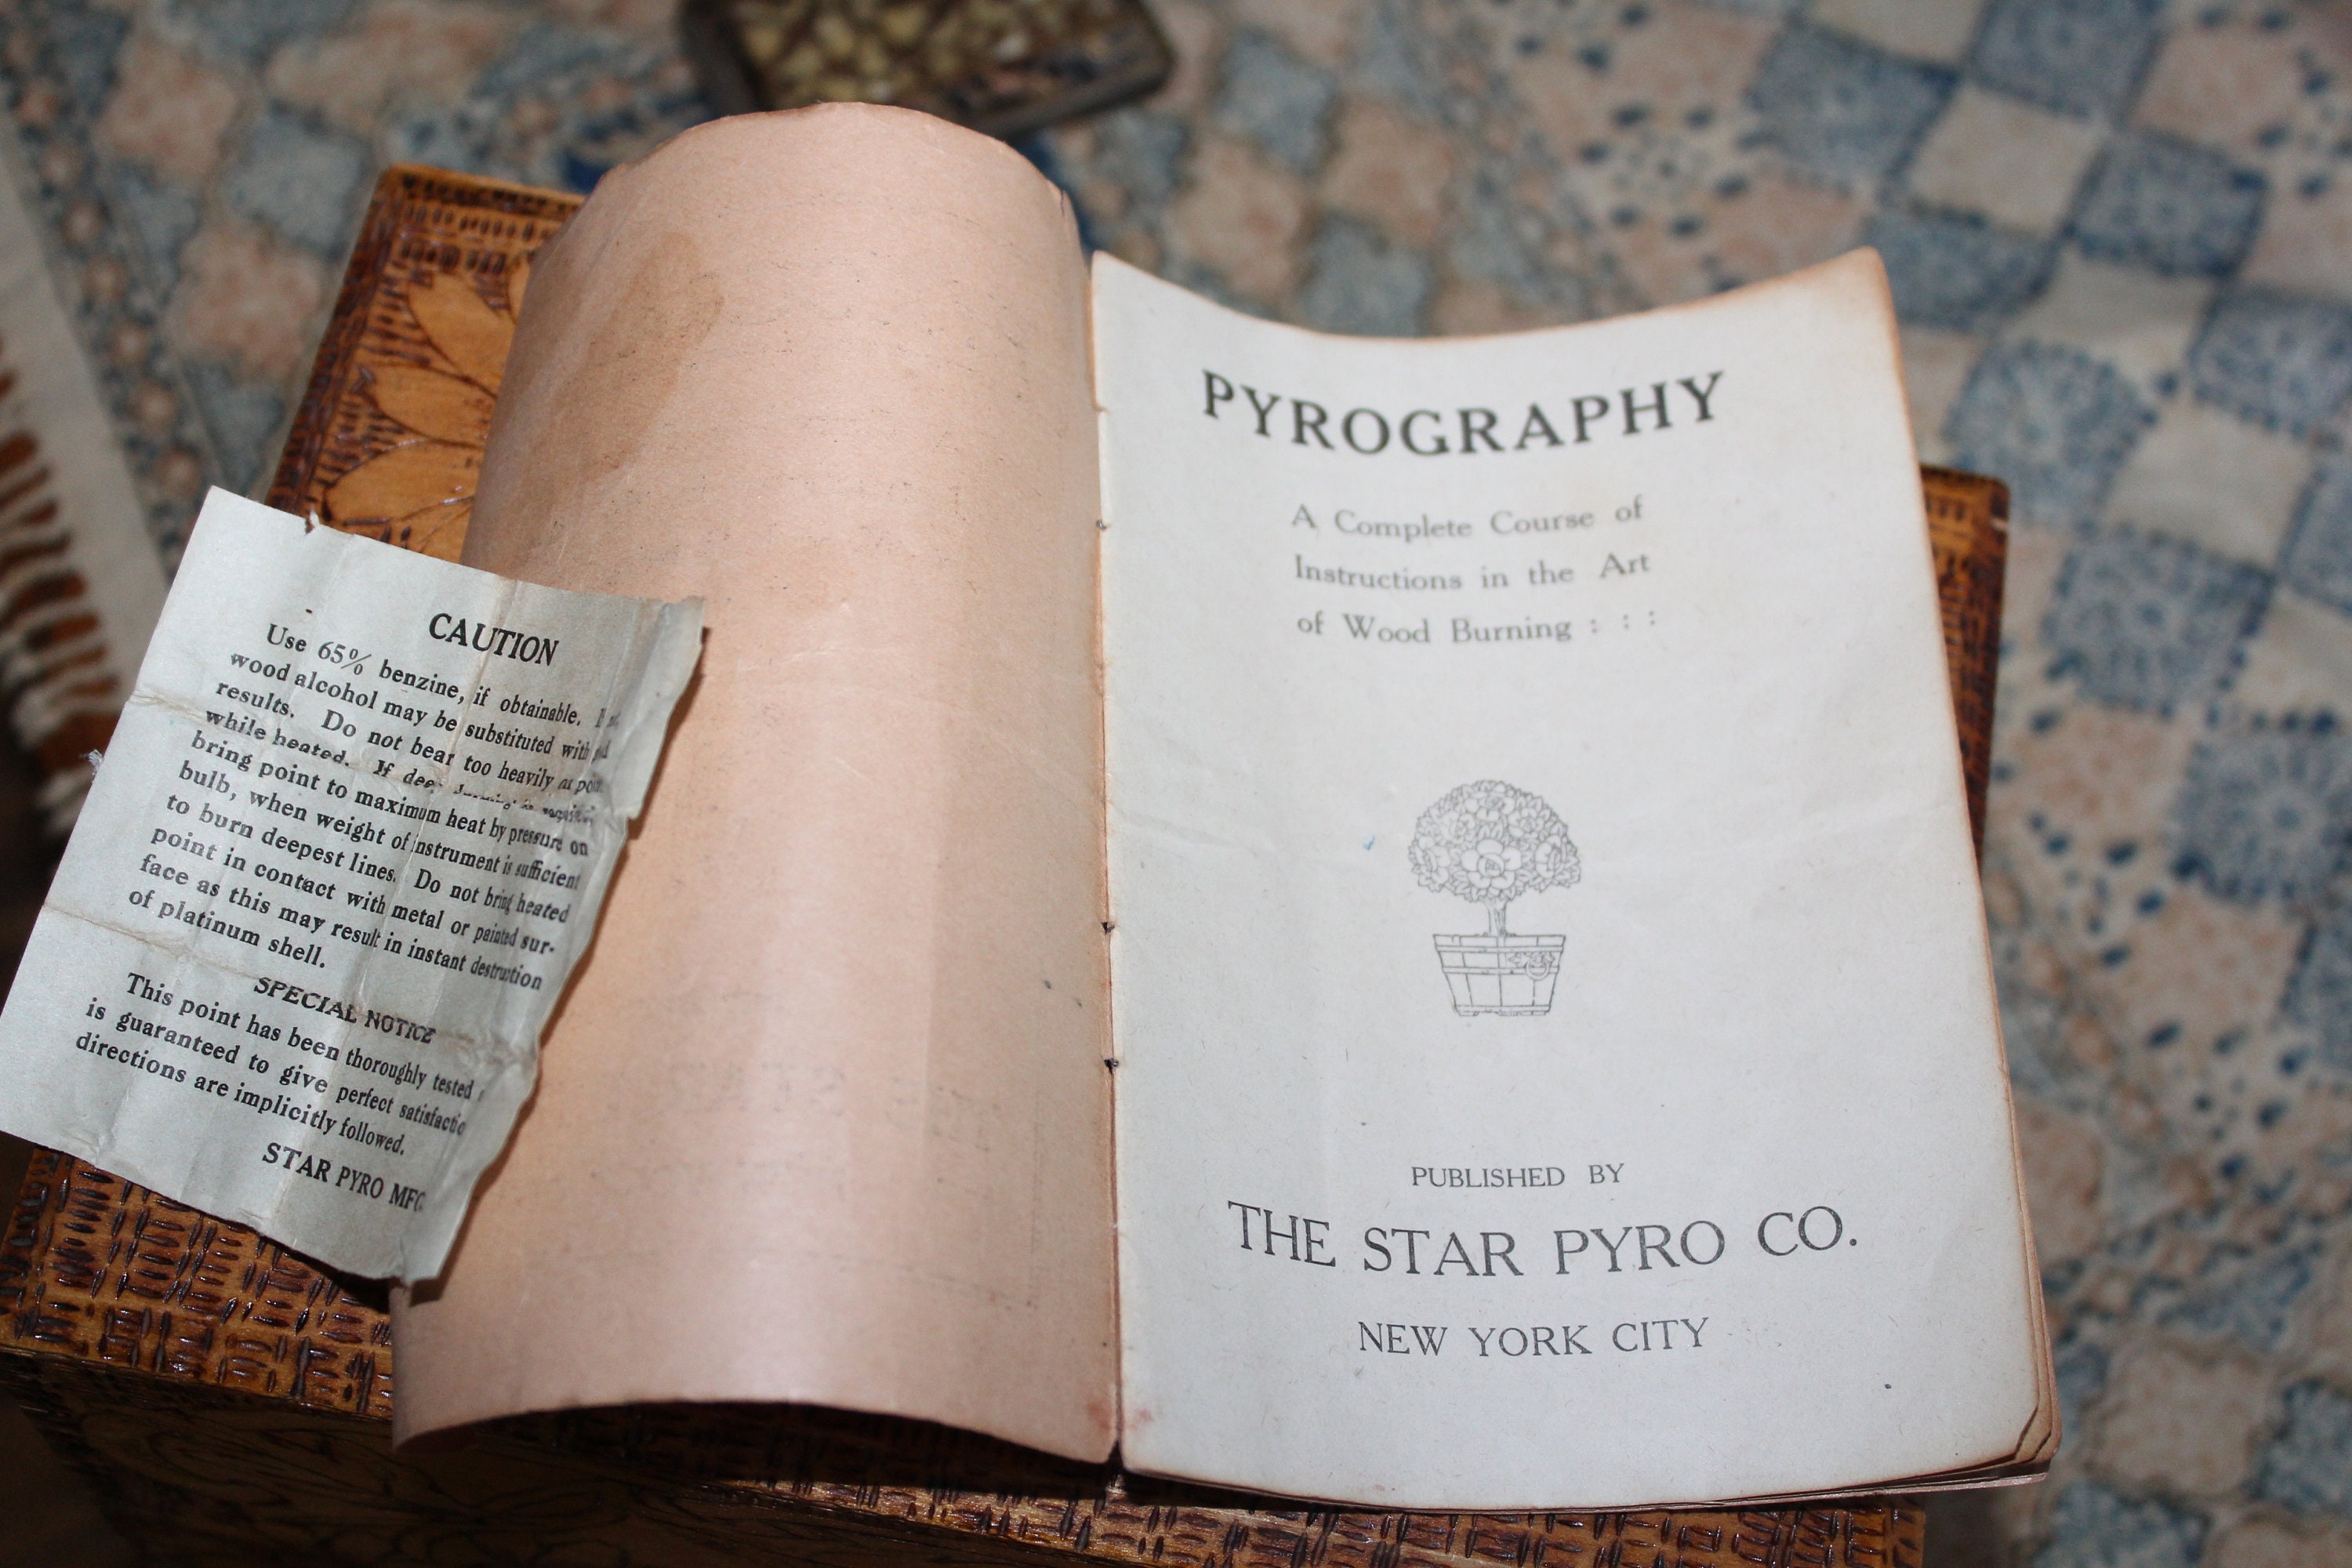 CAUTION
Use 65% benzine, if obtainable.
wood alcohol may be substituted with
results. Do not bear too heavily
while heated. If
bring point to maximum heat by pressure on
bulb, when weight of instrument is sufficient
to burn deepest lines. Do not bring heated
point in contact with metal or painted sur-
face as this may result in instant destruction
of platinum shell.
SPECIAL NOTICE
This point has been thoroughly tested
is guaranteed to give perfect satisfactio
directions are implicitly followed.
STAR PYRO MFG.
PYROGRAPHY
A Complete Course of
Instructions in the Art
of Wood Burning : : :
PUBLISHED BY
THE STAR PYRO CO.
NEW YORK CITY